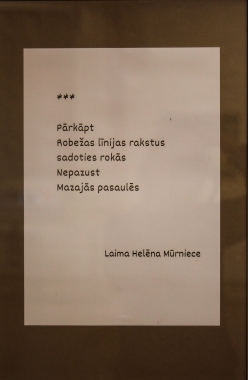 ***
Pārkāpt
Robežas līnijas rakstus
sadoties rokās
Nepazust
Mazajās pasaulēs
Laima Helēna Mūrniece